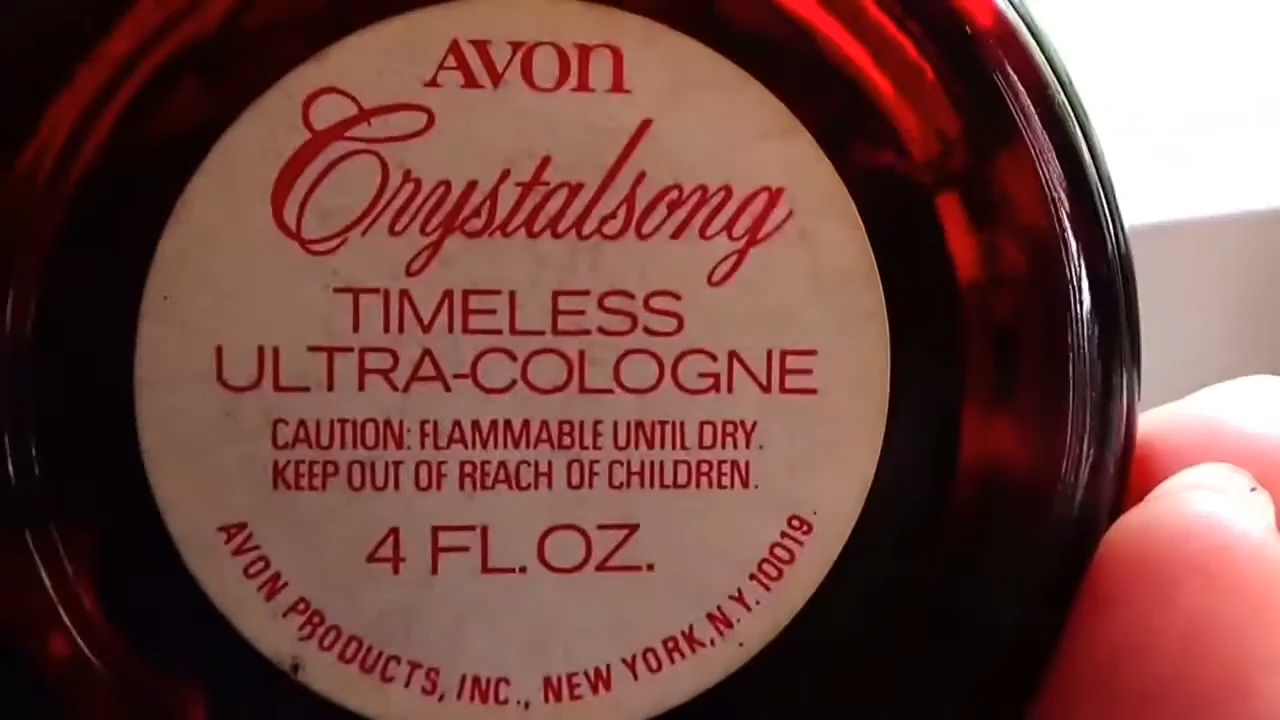 AVON
Crystalsong
TIMELESS
ULTRA-COLOGNE
CAUTION: FLAMMABLE UNTIL DRY.
KEEP OUT OF REACH OF CHILDREN.
4 FL. OZ.
AVON PRODUCTS, INC., NEW YORK, N.Y. 10019.